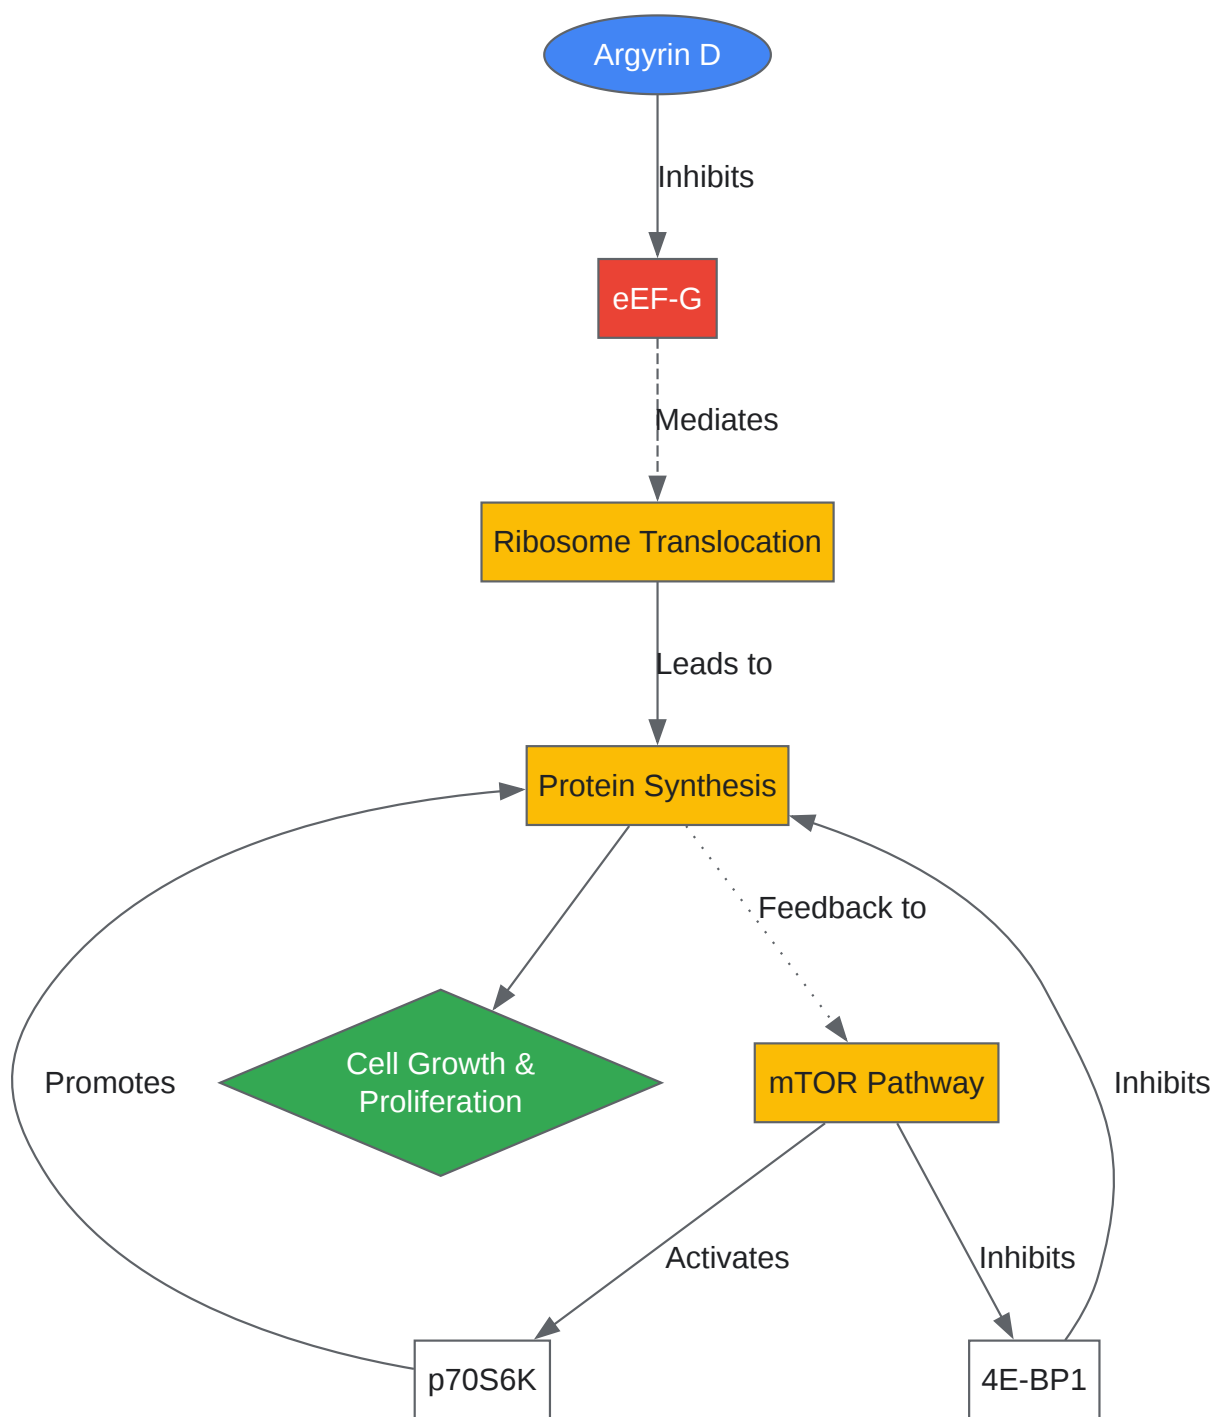 Argyrin D
Inhibits
eEF-G
Mediates
Ribosome Translocation
Leads to
Protein Synthesis
Feedback to
Cell Growth &
Proliferation
Promotes
mTOR Pathway
Inhibits
Activates
Inhibits
p70S6K
4E-BP1